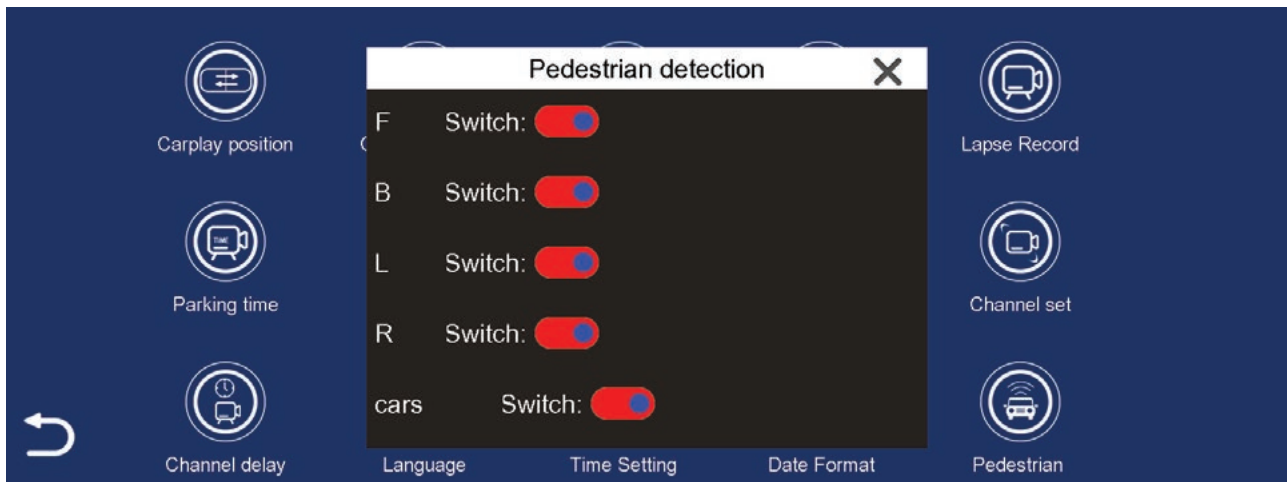 Pedestrian detection
F Switch:
Carplay position
Lapse Record
B Switch:
TIME
L Switch:
Parking time
Channel set
R Switch:
cars Switch:
Channel delay
Language
Time Setting
Date Format
Pedestrian